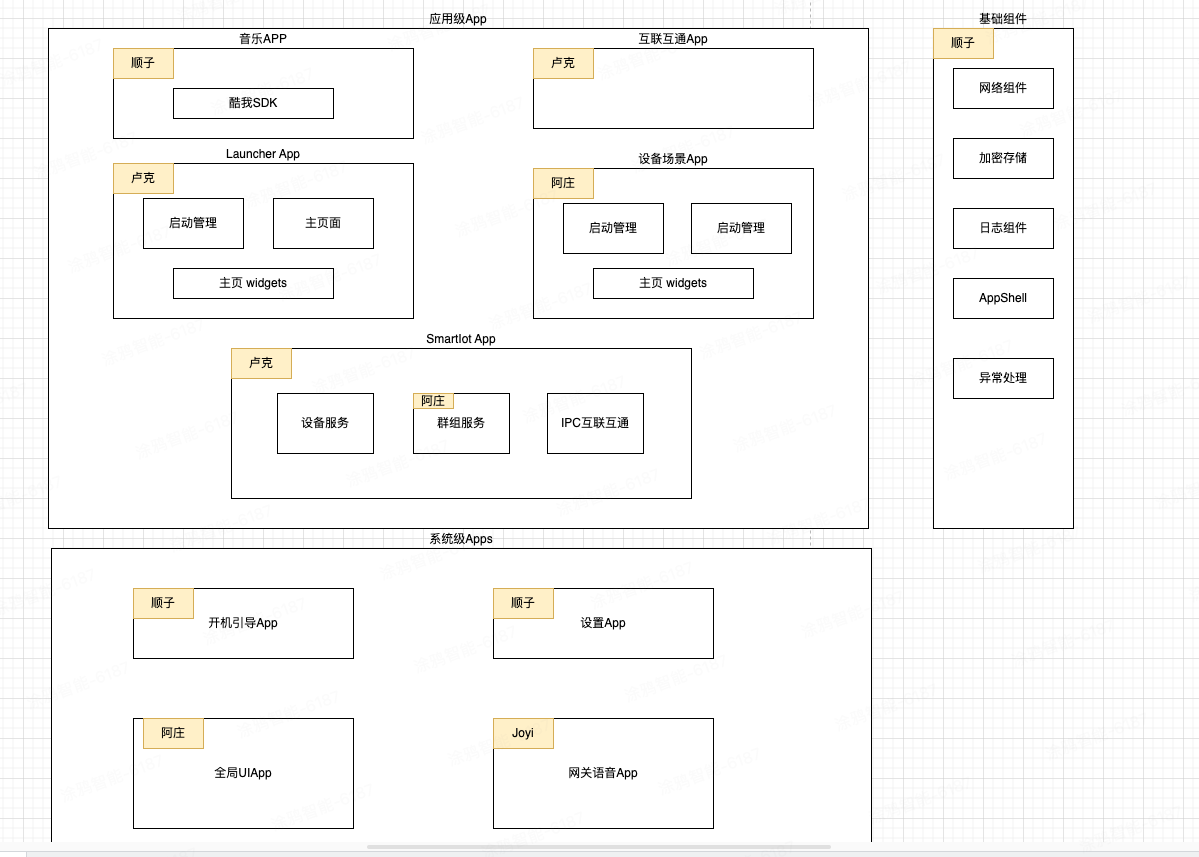 应用级App
音乐APP
顺子
酷我SDK
互联互通App
卢克
Launcher App
卢克
启动管理
主页面
主页 widgets
设备场景App
阿庄
启动管理
启动管理
主页 widgets
SmartIot App
卢克
设备服务
阿庄
群组服务
IPC互联互通
基础组件
顺子
网络组件
加密存储
日志组件
AppShell
异常处理
系统级Apps
顺子
开机引导App
顺子
设置App
阿庄
全局UIApp
Joyi
网关语音App